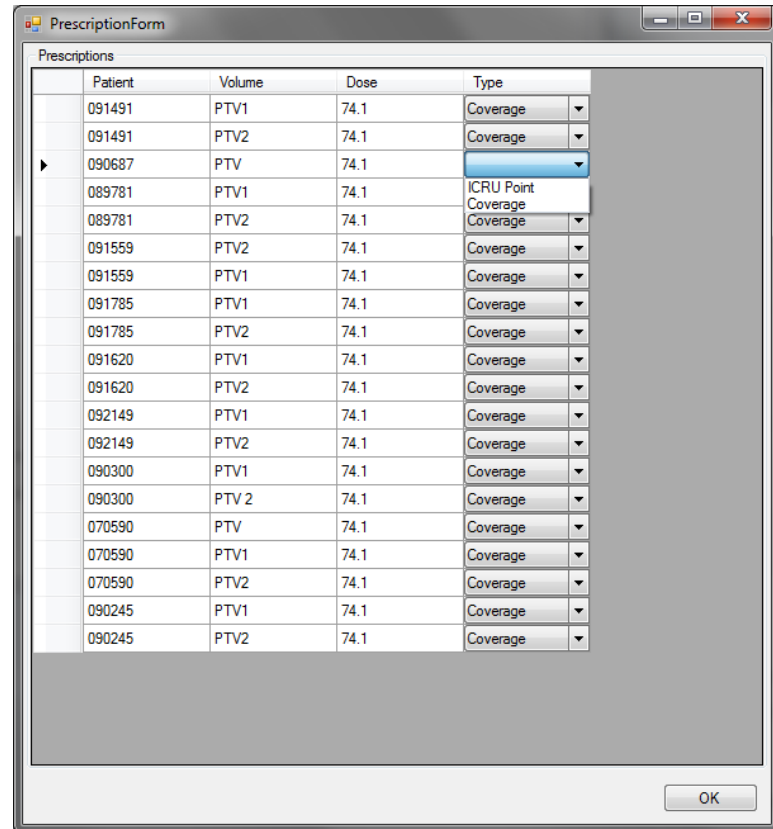 PrescriptionForm
Prescriptions
Patient Volume Dose Type
091491 PTV1 74.1 Coverage
091491 PTV2 74.1 Coverage
090687 PTV 74.1
089781 PTV1 74.1 ICRU Point
Coverage
089781 PTV2 74.1 Coverage
091559 PTV2 74.1 Coverage
091559 PTV1 74.1 Coverage
091785 PTV1 74.1 Coverage
091785 PTV2 74.1 Coverage
091620 PTV1 74.1 Coverage
091620 PTV2 74.1 Coverage
092149 PTV1 74.1 Coverage
092149 PTV2 74.1 Coverage
090300 PTV1 74.1 Coverage
090300 PTV 2 74.1 Coverage
070590 PTV 74.1 Coverage
070590 PTV1 74.1 Coverage
070590 PTV2 74.1 Coverage
090245 PTV1 74.1 Coverage
090245 PTV2 74.1 Coverage
OK